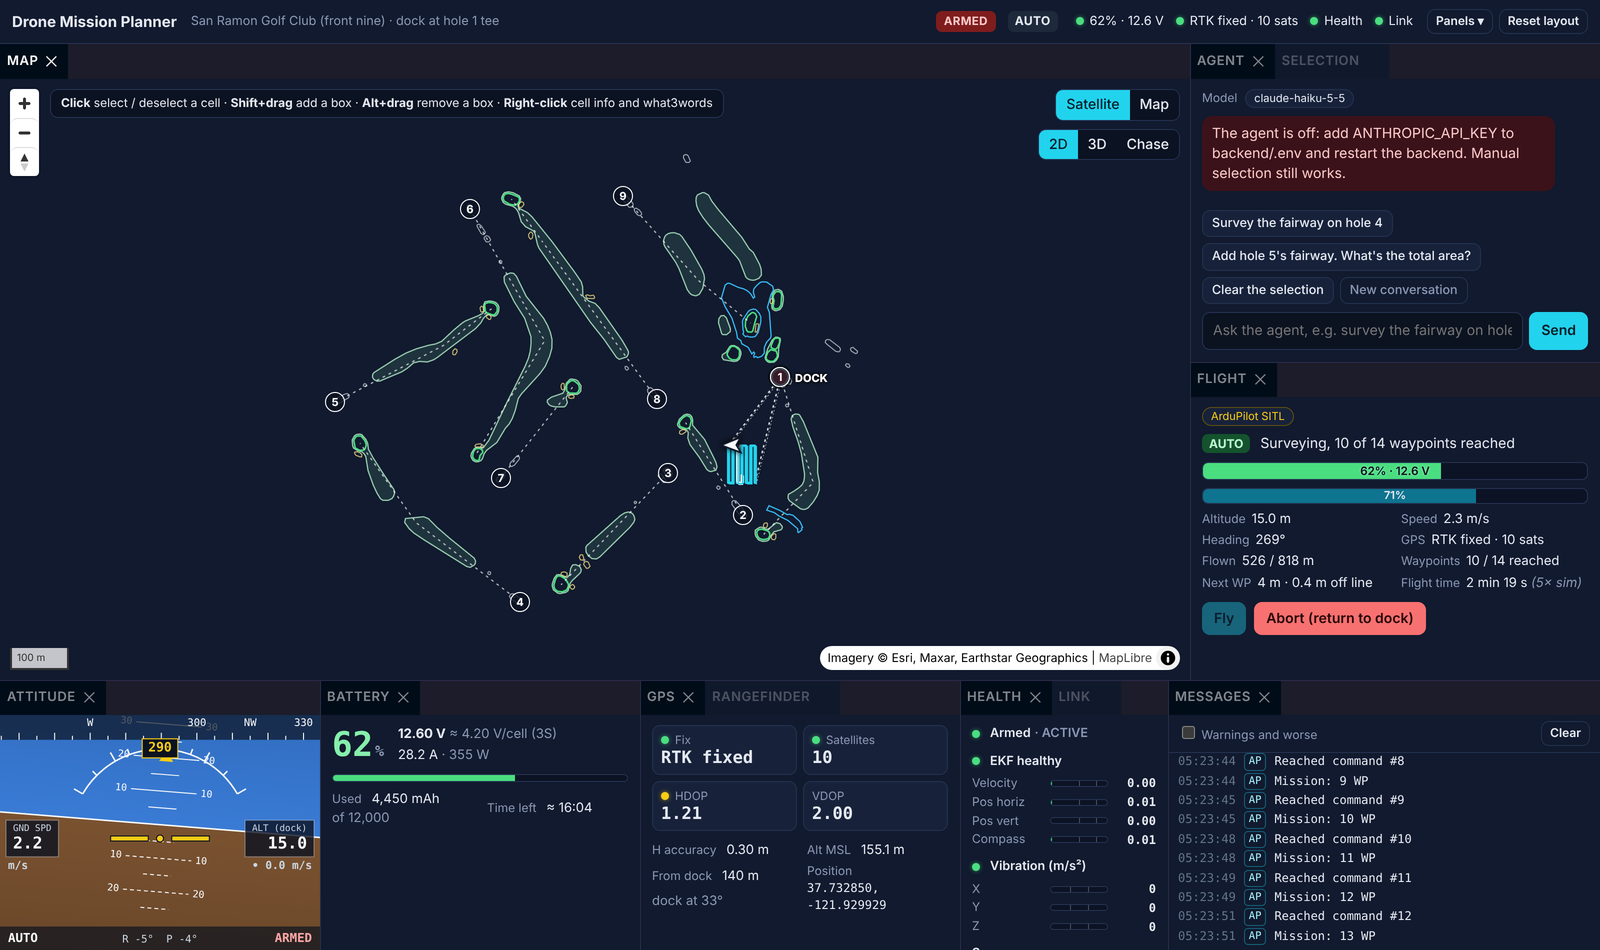 Drone Mission Planner San Ramon Golf Club (front nine) · dock at hole 1 tee
ARMED AUTO 62% · 12.6 V RTK fixed · 10 sats Health Link Panels ▾ Reset layout
MAP
Click select / deselect a cell · Shift+drag add a box · Alt+drag remove a box · Right-click cell info and what3words
Satellite Map
2D 3D Chase
6
9
5
8
1 DOCK
7
3
2
4
100 m
Imagery © Esri, Maxar, Earthstar Geographics | MapLibre
AGENT SELECTION
Model claude-haiku-5-5
The agent is off: add ANTHROPIC_API_KEY to
backend/.env and restart the backend. Manual
selection still works.
Survey the fairway on hole 4
Add hole 5's fairway. What's the total area?
Clear the selection New conversation
Ask the agent, e.g. survey the fairway on hole Send
FLIGHT
ArduPilot SITL
AUTO Surveying, 10 of 14 waypoints reached
62% · 12.6 V
71%
Altitude 15.0 m Speed 2.3 m/s
Heading 269° GPS RTK fixed · 10 sats
Flown 526 / 818 m Waypoints 10 / 14 reached
Next WP 4 m · 0.4 m off line Flight time 2 min 19 s (5× sim)
Fly Abort (return to dock)
ATTITUDE
W 30 300 30 NW 330
290
20 20
10 10
GND SPD
2.2
m/s
ALT (dock)
15.0
• 0.0 m/s
10 10
20 20
AUTO R -5° P -4° ARMED
BATTERY
62 %
12.60 V ≈ 4.20 V/cell (3S)
28.2 A · 355 W
Used 4,450 mAh
of 12,000
Time left ≈ 16:04
GPS RANGEFINDER
Fix
RTK fixed
Satellites
10
HDOP
1.21
VDOP
2.00
H accuracy 0.30 m
From dock 140 m
dock at 33°
Alt MSL 155.1 m
Position
37.732850,
-121.929929
HEALTH LINK
Armed · ACTIVE
EKF healthy
Velocity 0.00
Pos horiz 0.01
Pos vert 0.00
Compass 0.01
Vibration (m/s²)
X 0
Y 0
Z 0
MESSAGES
Warnings and worse Clear
05:23:44 AP Reached command #8
05:23:44 AP Mission: 9 WP
05:23:45 AP Reached command #9
05:23:45 AP Mission: 10 WP
05:23:48 AP Reached command #10
05:23:48 AP Mission: 11 WP
05:23:49 AP Reached command #11
05:23:49 AP Mission: 12 WP
05:23:51 AP Reached command #12
05:23:51 AP Mission: 13 WP